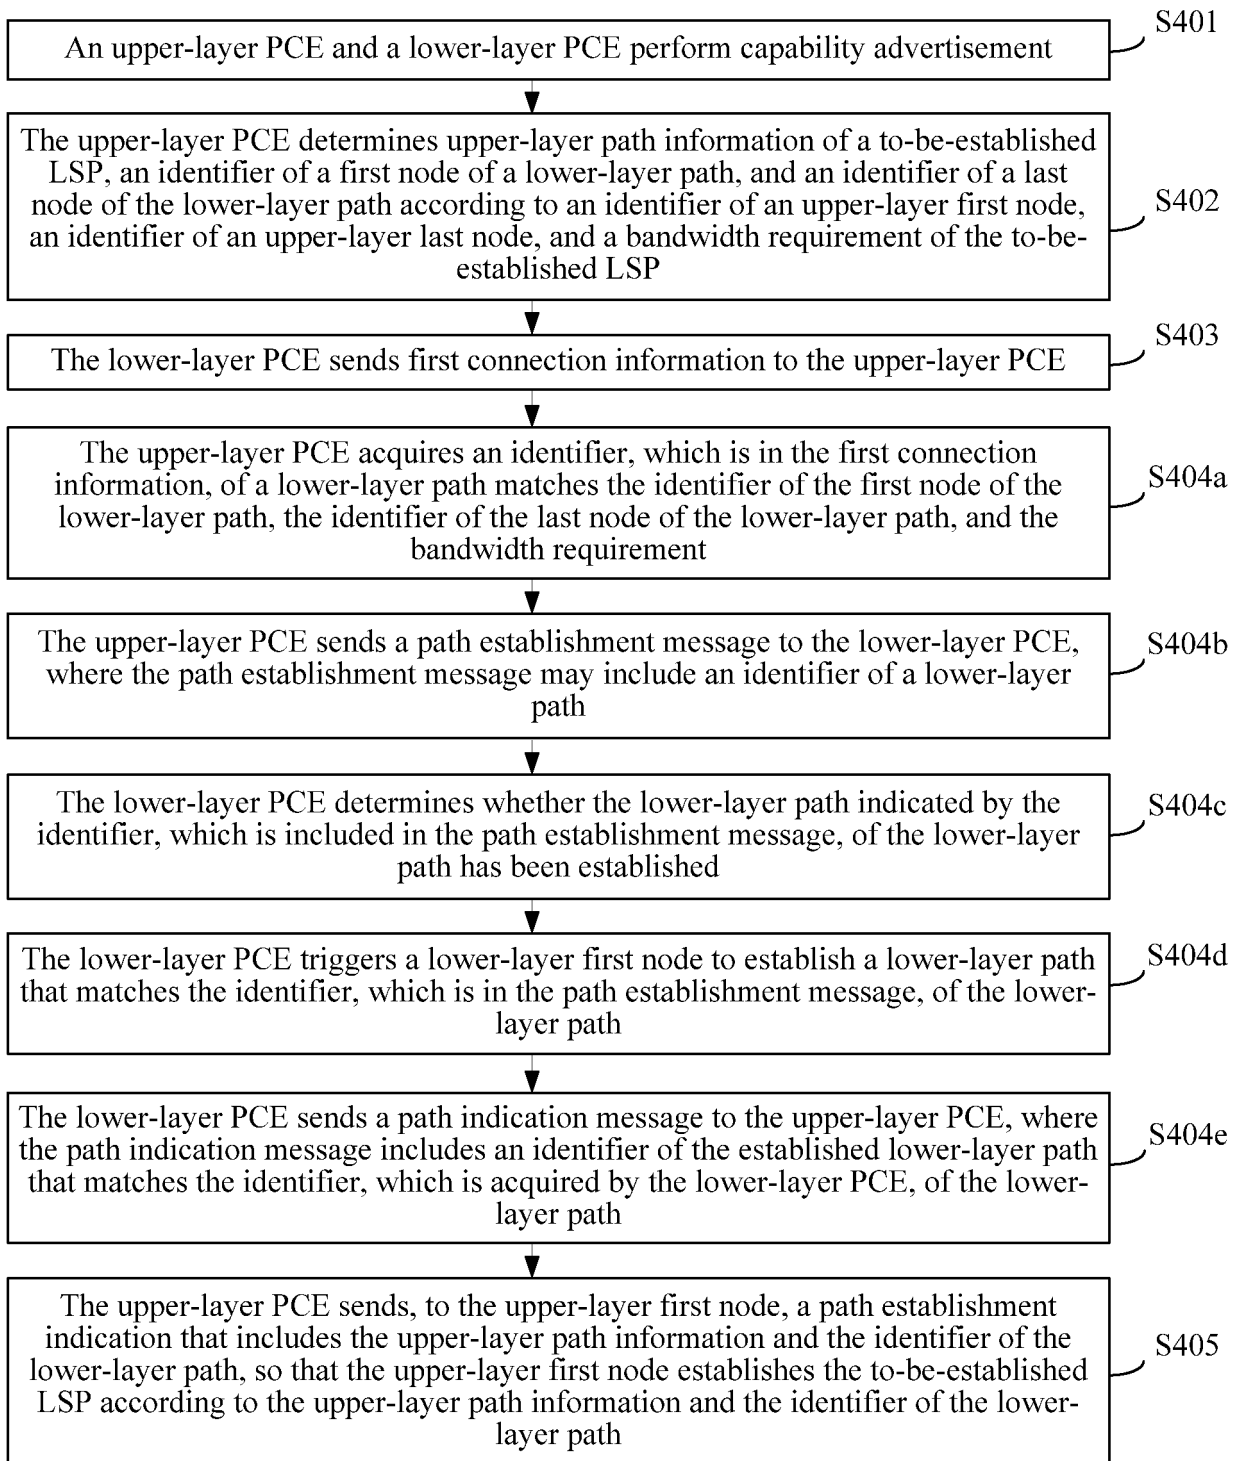 S401
An upper-layer PCE and a lower-layer PCE perform capability advertisement
The upper-layer PCE determines upper-layer path information of a to-be-established
LSP, an identifier of a first node of a lower-layer path, and an identifier of a last
node of the lower-layer path according to an identifier of an upper-layer first node,
an identifier of an upper-layer last node, and a bandwidth requirement of the to-be-
established LSP
S402
The lower-layer PCE sends first connection information to the upper-layer PCE
S403
The upper-layer PCE acquires an identifier, which is in the first connection
information, of a lower-layer path matches the identifier of the first node of the
lower-layer path, the identifier of the last node of the lower-layer path, and the
bandwidth requirement
S404a
The upper-layer PCE sends a path establishment message to the lower-layer PCE,
where the path establishment message may include an identifier of a lower-layer
path
S404b
The lower-layer PCE determines whether the lower-layer path indicated by the
identifier, which is included in the path establishment message, of the lower-layer
path has been established
S404c
The lower-layer PCE triggers a lower-layer first node to establish a lower-layer path
that matches the identifier, which is in the path establishment message, of the lower-
layer path
S404d
The lower-layer PCE sends a path indication message to the upper-layer PCE, where
the path indication message includes an identifier of the established lower-layer path
that matches the identifier, which is acquired by the lower-layer PCE, of the lower-
layer path
S404e
The upper-layer PCE sends, to the upper-layer first node, a path establishment
indication that includes the upper-layer path information and the identifier of the
lower-layer path, so that the upper-layer first node establishes the to-be-established
LSP according to the upper-layer path information and the identifier of the lower-
layer path
S405